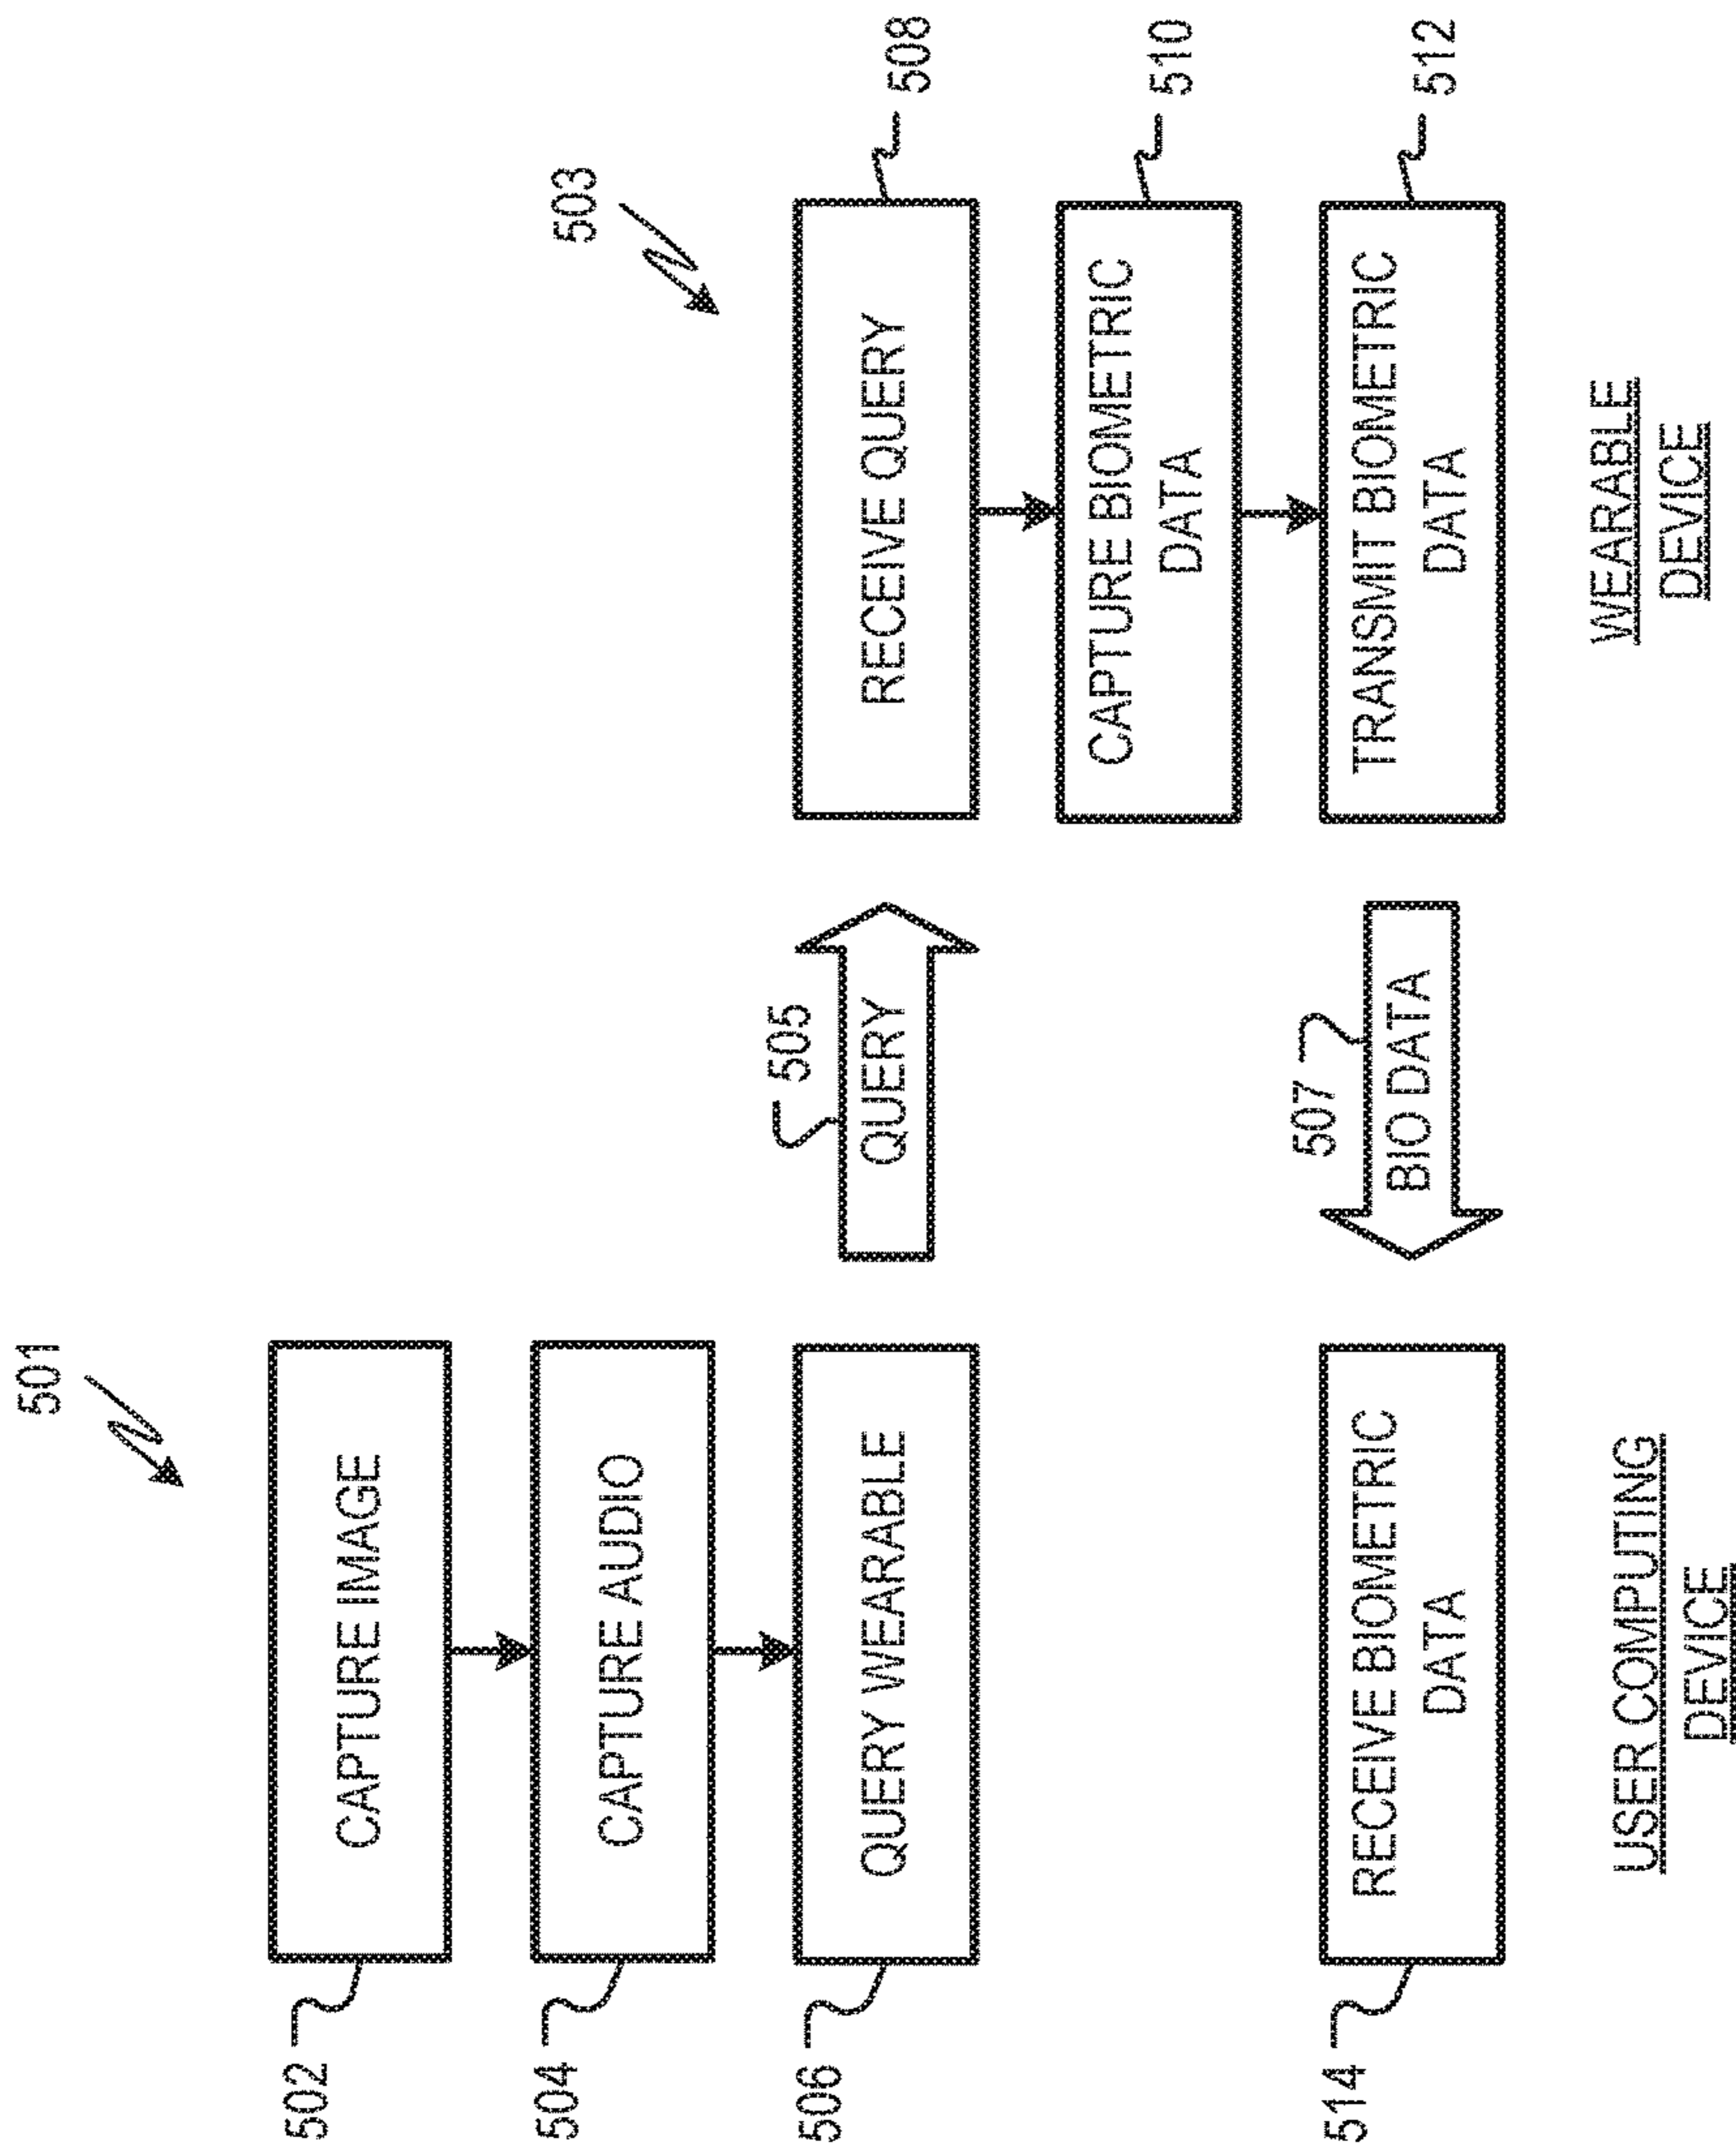 501
502
CAPTURE IMAGE
504
CAPTURE AUDIO
503
506
QUERY WEARABLE
505
QUERY
RECEIVE QUERY
508
CAPTURE BIOMETRIC
DATA
510
514
RECEIVE BIOMETRIC
DATA
507
BIO DATA
TRANSMIT BIOMETRIC
DATA
512
USER COMPUTING
DEVICE
WEARABLE
DEVICE